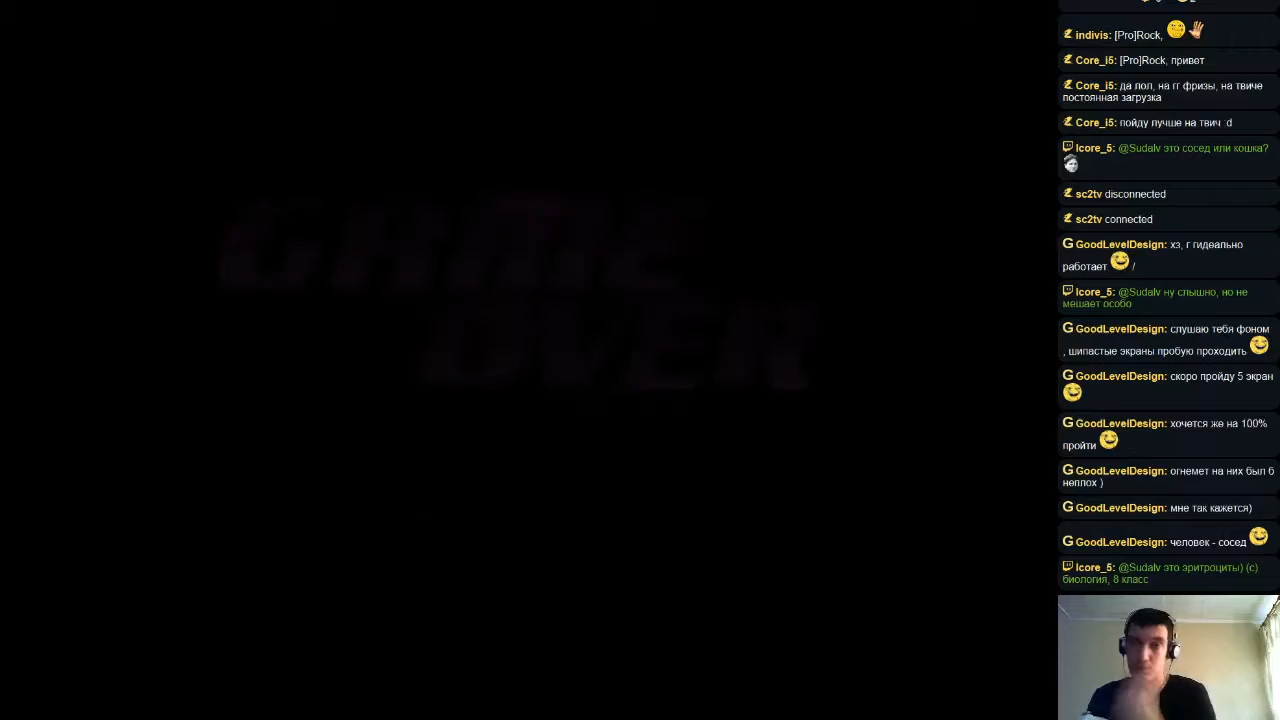 GAME
OVER
indivis: [Pro]Rock,
Core_i5: [Pro]Rock, привет
Core_i5: да лол, на гг фризы, на твиче
постоянная загрузка
Core_i5: пойду лучше на твич :d
Icore_5: @Sudalv это сосед или кошка?
sc2tv disconnected
sc2tv connected
GoodLevelDesign: хз, г гидеально
работает /
Icore_5: @Sudalv ну слышно, но не
мешает особо
GoodLevelDesign: слушаю тебя фоном
, шипастые экраны пробую проходить
GoodLevelDesign: скоро пройду 5 экран
GoodLevelDesign: хочется же на 100%
пройти
GoodLevelDesign: огнемет на них был б
неплох )
GoodLevelDesign: мне так кажется)
GoodLevelDesign: человек - сосед
Icore_5: @Sudalv это эритроциты) (с)
биология, 8 класс